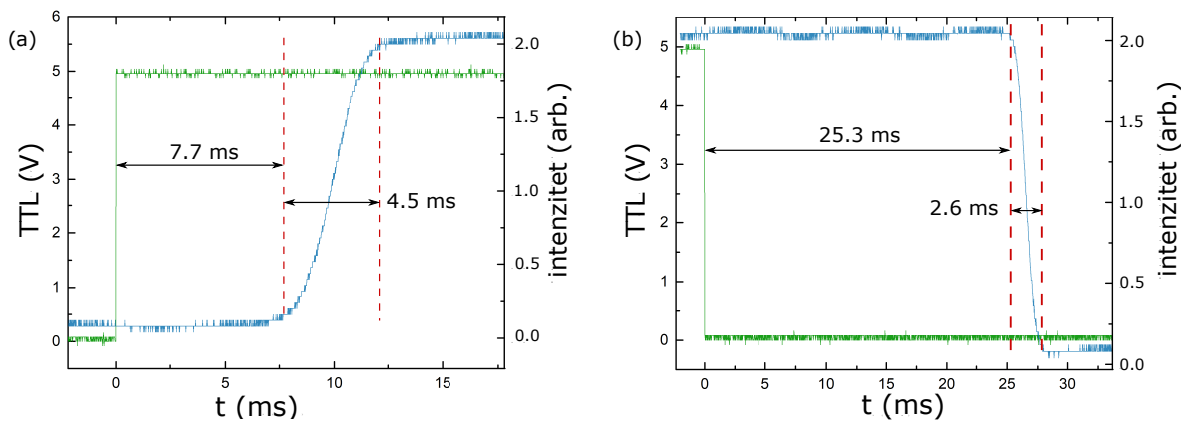 (a)
6
5
4
3
2
1
0
TTL (V)
7.7 ms
4.5 ms
2.0
1.5
1.0
0.5
0.0
intenzitet (arb.)
0 5 10 15
t (ms)
(b)
5
4
3
2
1
0
TTL (V)
25.3 ms
2.6 ms
2.0
1.5
1.0
0.5
0.0
intenzitet (arb.)
0 5 10 15 20 25 30
t (ms)